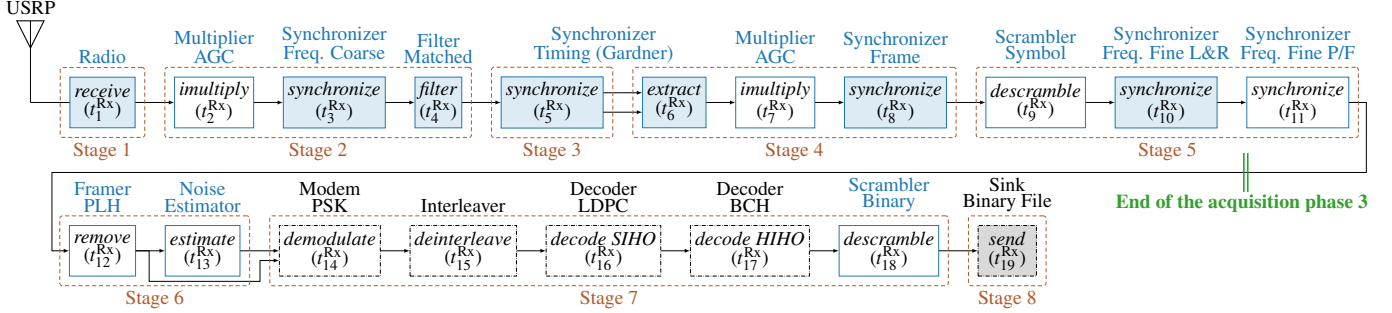 USRP
Radio
receive
(t₁ᴿˣ)
Stage 1
Multiplier
AGC
imultiply
(t₂ᴿˣ)
Synchronizer
Freq. Coarse
synchronize
(t₃ᴿˣ)
Filter
Matched
filter
(t₄ᴿˣ)
Stage 2
Synchronizer
Timing (Gardner)
synchronize
(t₅ᴿˣ)
Stage 3
extract
(t₆ᴿˣ)
Multiplier
AGC
imultiply
(t₇ᴿˣ)
Synchronizer
Frame
synchronize
(t₈ᴿˣ)
Stage 4
Scrambler
Symbol
descramble
(t₉ᴿˣ)
Synchronizer
Freq. Fine L&R
synchronize
(t₁₀ᴿˣ)
Synchronizer
Freq. Fine P/F
synchronize
(t₁₁ᴿˣ)
Stage 5
End of the acquisition phase 3
Framer
PLH
remove
(t₁₂ᴿˣ)
Noise
Estimator
estimate
(t₁₃ᴿˣ)
Stage 6
Modem
PSK
demodulate
(t₁₄ᴿˣ)
Interleaver
deinterleave
(t₁₅ᴿˣ)
Decoder
LDPC
decode SIHO
(t₁₆ᴿˣ)
Decoder
BCH
decode HIHO
(t₁₇ᴿˣ)
Scrambler
Binary
descramble
(t₁₈ᴿˣ)
Stage 7
Sink
Binary File
send
(t₁₉ᴿˣ)
Stage 8